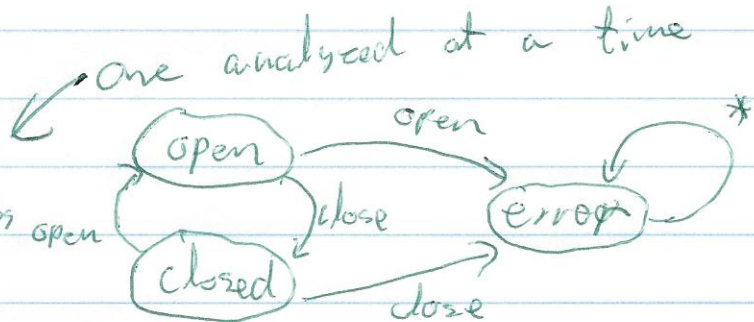 One analyzed at a time
open
open
*
error
open
close
closed
close